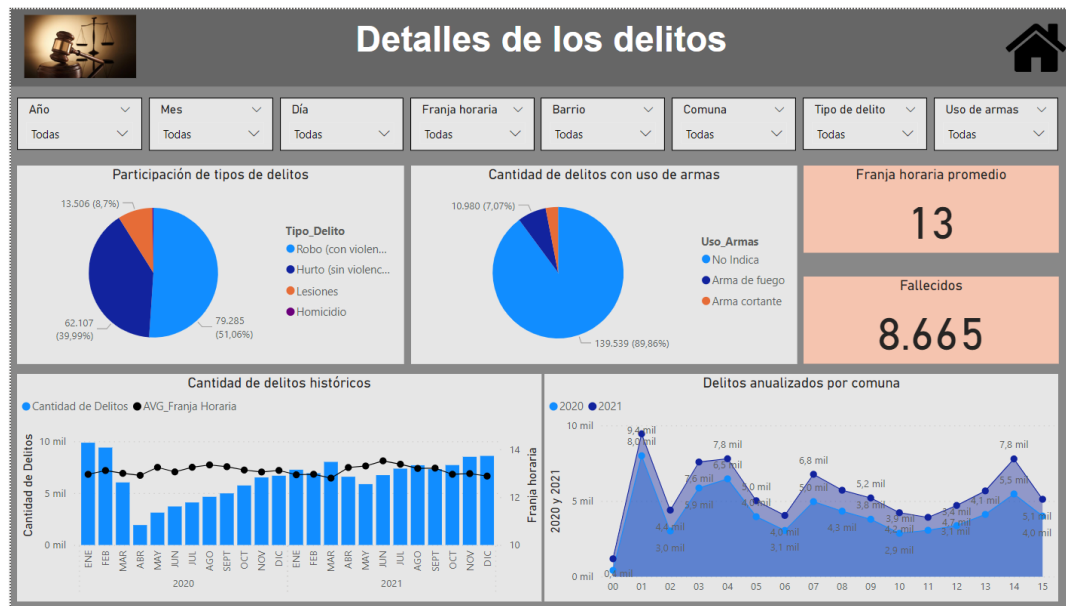 Detalles de los delitos
Año
Todas
Mes
Todas
Día
Todas
Franja horaria
Todas
Barrio
Todas
Comuna
Todas
Tipo de delito
Todas
Uso de armas
Todas
Participación de tipos de delitos
13.506 (8,7%)
62.107
(39,99%)
79.285
(51,06%)
Tipo_Delito
Robo (con violen...
Hurto (sin violenc...
Lesiones
Homicidio
Cantidad de delitos con uso de armas
10.980 (7,07%)
139.539 (89,86%)
Uso_Armas
No Indica
Arma de fuego
Arma cortante
Franja horaria promedio
13
Fallecidos
8.665
Cantidad de delitos históricos
Cantidad de Delitos AVG_Franja Horaria
Cantidad de Delitos
10 mil
5 mil
0 mil
14
12
10
Franja horaria
ENE FEB MAR ABR MAY JUN JUL AGO SEPT OCT NOV DIC ENE FEB MAR ABR MAY JUN JUL AGO SEPT OCT NOV DIC
2020 2021
Delitos anualizados por comuna
2020 2021
2020 y 2021
10 mil
5 mil
0 mil
9,4 mil
8,0 mil
4,4 mil
3,0 mil
7,6 mil
5,9 mil
7,8 mil
6,5 mil
5,0 mil
4,0 mil
4,0 mil
3,1 mil
6,8 mil
5,0 mil
4,3 mil
5,2 mil
3,8 mil
3,9 mil
4,2 mil
2,9 mil
3,4 mil
4,7 mil
3,1 mil
4,1 mil
7,8 mil
5,5 mil
5,1 mil
4,0 mil
00 01 02 03 04 05 06 07 08 09 10 11 12 13 14 15